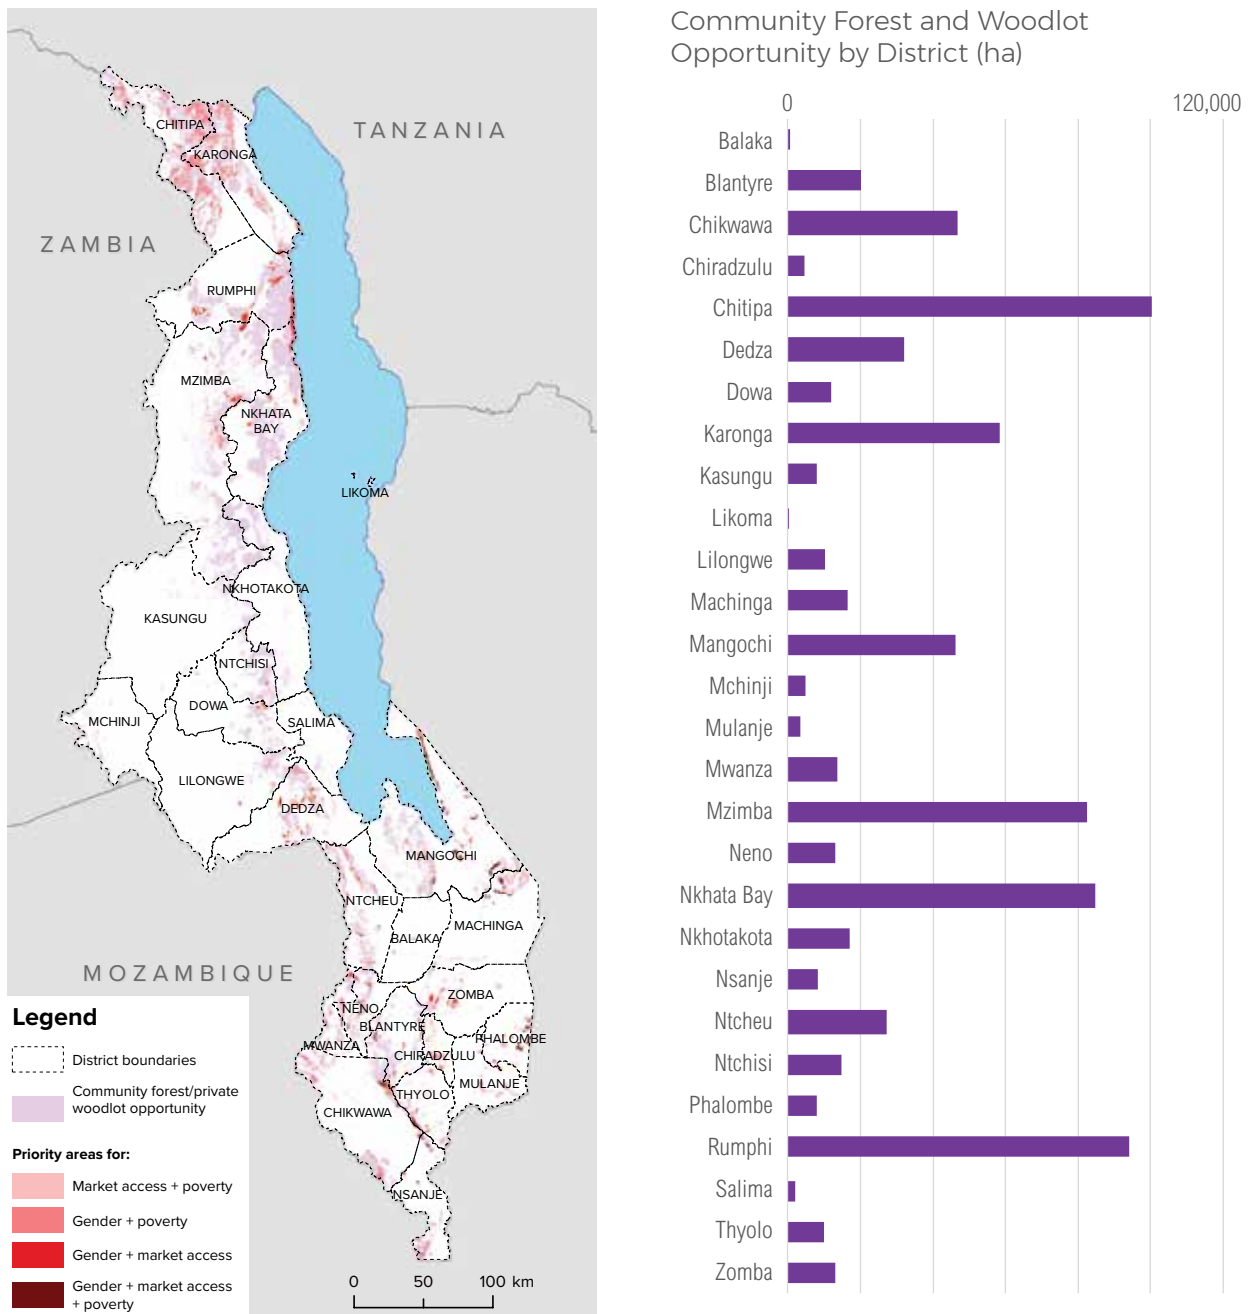 CHITIPA
KARONGA
TANZANIA
ZAMBIA
RUMPHI
MZIMBA
NKHATA
BAY
LIKOMA
NKHOTAKOTA
KASUNGU
NTCHISI
DOWA
MCHINJI
SALIMA
LILONGWE
DEDZA
MANGOCHI
NTCHEU
MACHINGA
BALAKA
MOZAMBIQUE
ZOMBA
NENO
BLANTYRE
PHALOMBE
MWANZA
CHIRADZULU
MULANJE
THYOLO
CHIKWAWA
NSANJE
0 50 100 km
Legend
District boundaries
Community forest/private
woodlot opportunity
Priority areas for:
Market access + poverty
Gender + poverty
Gender + market access
Gender + market access
+ poverty
Community Forest and Woodlot
Opportunity by District (ha)
0 120,000
Balaka
Blantyre
Chikwawa
Chiradzulu
Chitipa
Dedza
Dowa
Karonga
Kasungu
Likoma
Lilongwe
Machinga
Mangochi
Mchinji
Mulanje
Mwanza
Mzimba
Neno
Nkhata Bay
Nkhotakota
Nsanje
Ntcheu
Ntchisi
Phalombe
Rumphi
Salima
Thyolo
Zomba